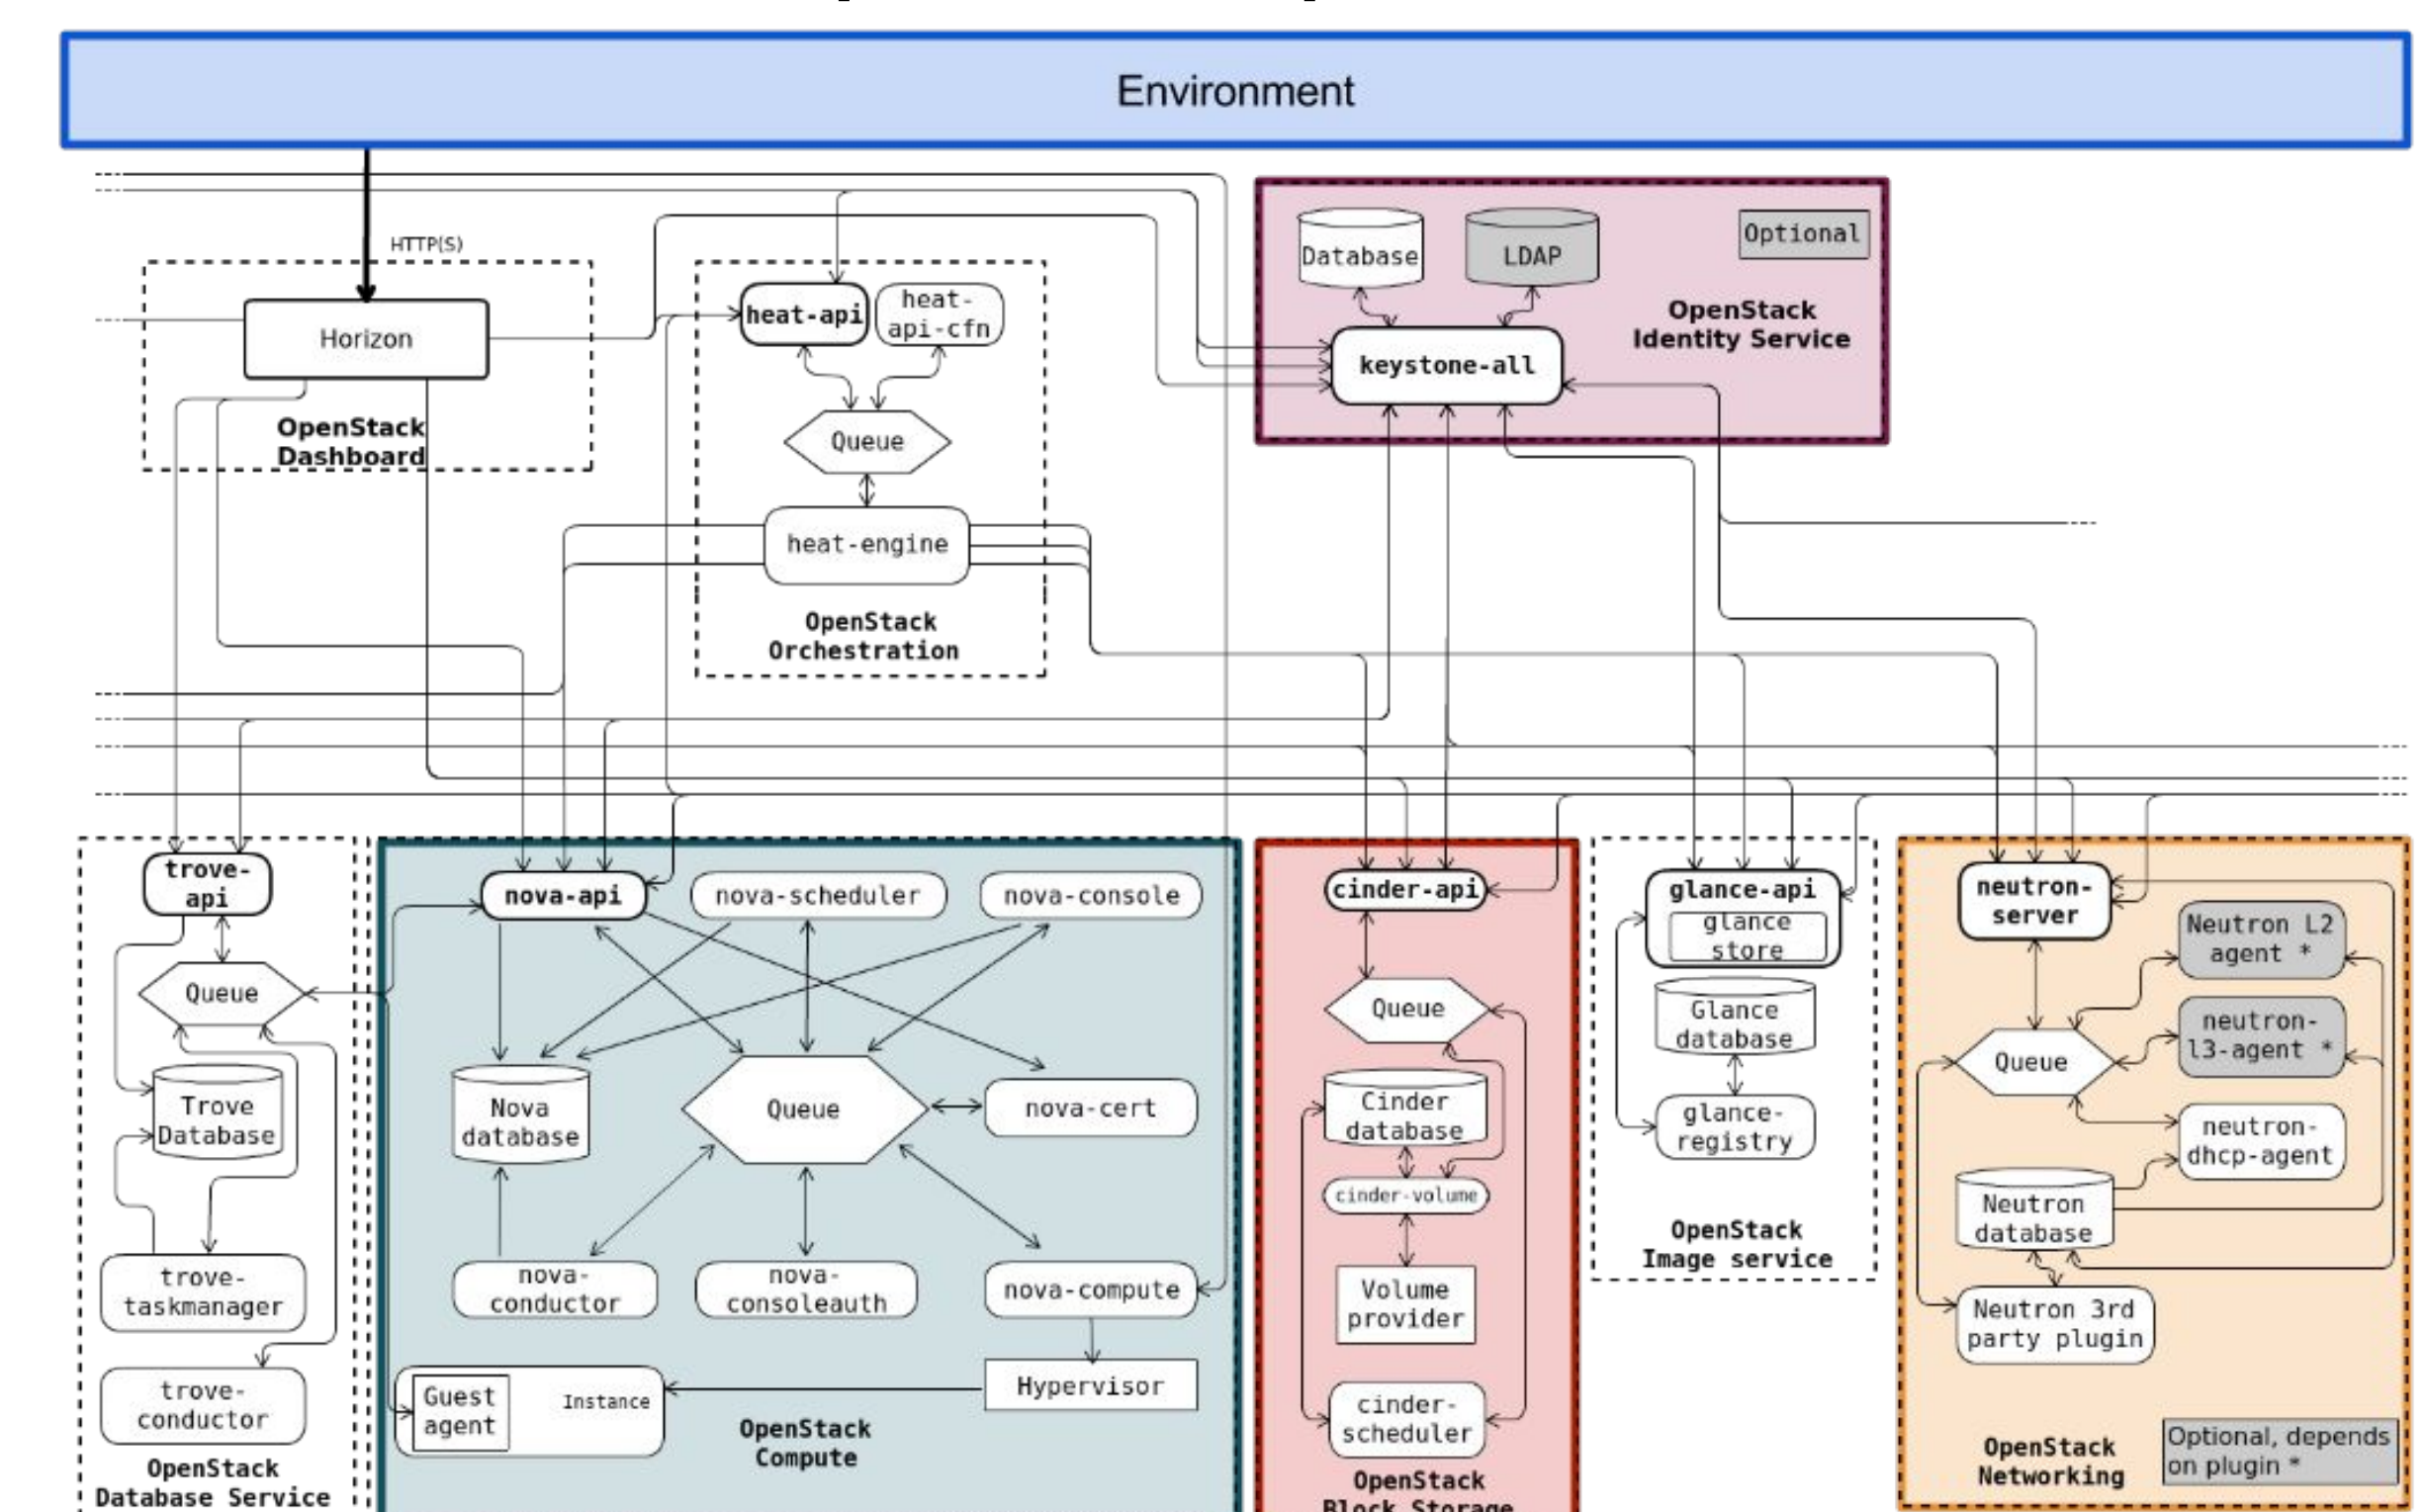 Environment
HTTP(S)
Horizon
OpenStack
Dashboard
heat-api
heat-
api-cfn
Queue
heat-engine
OpenStack
Orchestration
Database
LDAP
Optional
OpenStack
Identity Service
keystone-all
trove-
api
Queue
Trove
Database
trove-
taskmanager
trove-
conductor
OpenStack
Database Service
nova-api
nova-scheduler
nova-console
Nova
database
Queue
nova-cert
nova-
conductor
nova-
consoleauth
nova-compute
Guest
agent
Instance
Hypervisor
OpenStack
Compute
cinder-api
Queue
Cinder
database
cinder-volume
Volume
provider
cinder-
scheduler
OpenStack
Block Storage
glance-api
glance
store
Glance
database
glance-
registry
OpenStack
Image service
neutron-
server
Neutron L2
agent *
neutron-
l3-agent *
Queue
neutron-
dhcp-agent
Neutron
database
Neutron 3rd
party plugin
OpenStack
Networking
Optional, depends
on plugin *